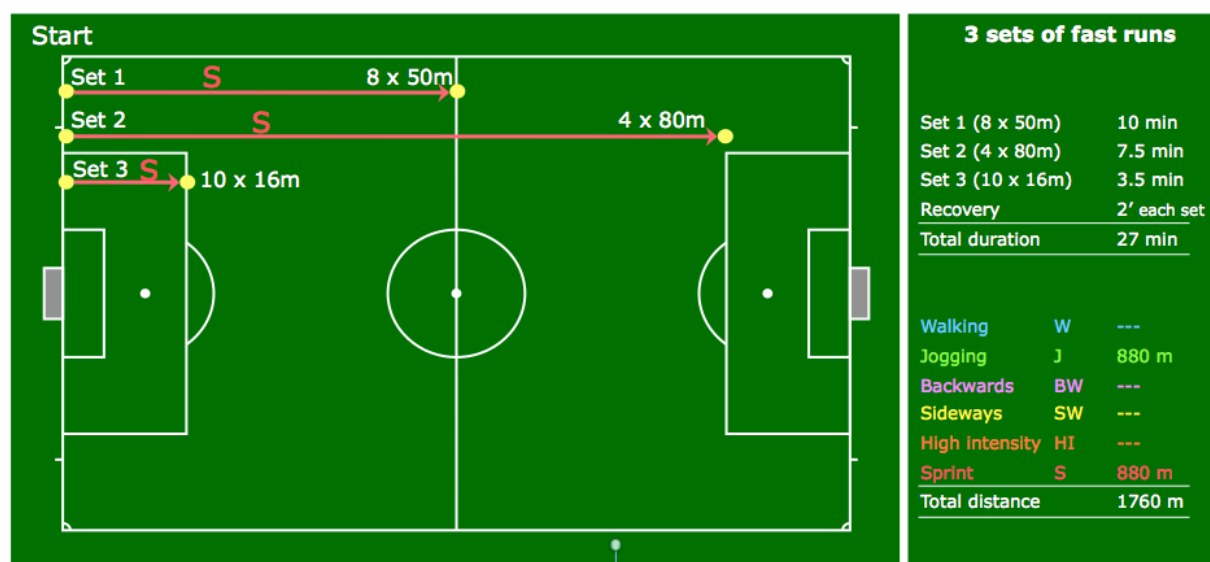 Start
Set 1 S 8 x 50m
Set 2 S 4 x 80m
Set 3 S 10 x 16m
3 sets of fast runs
Set 1 (8 x 50m) 10 min
Set 2 (4 x 80m) 7.5 min
Set 3 (10 x 16m) 3.5 min
Recovery 2’ each set
Total duration 27 min
Walking W ---
Jogging J 880 m
Backwards BW ---
Sideways SW ---
High intensity HI ---
Sprint S 880 m
Total distance 1760 m